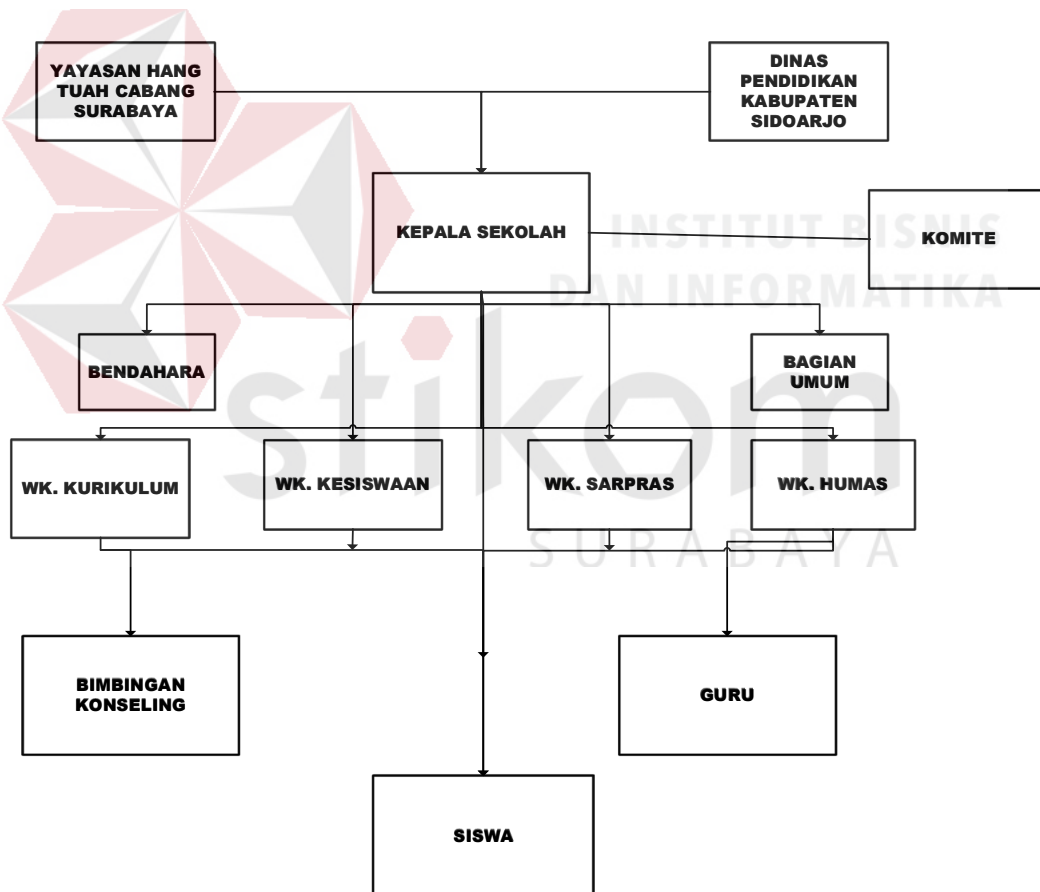 YAYASAN HANG
TUAH CABANG
SURABAYA
DINAS
PENDIDIKAN
KABUPATEN
SIDOARJO
KEPALA SEKOLAH
KOMITE
INSTITUT BISNIS
DAN INFORMATIKA
BENDAHARA
BAGIAN
UMUM
stikom
WK. KURIKULUM
WK. KESISWAAN
WK. SARPRAS
WK. HUMAS
SURABAYA
BIMBINGAN
KONSELING
GURU
SISWA